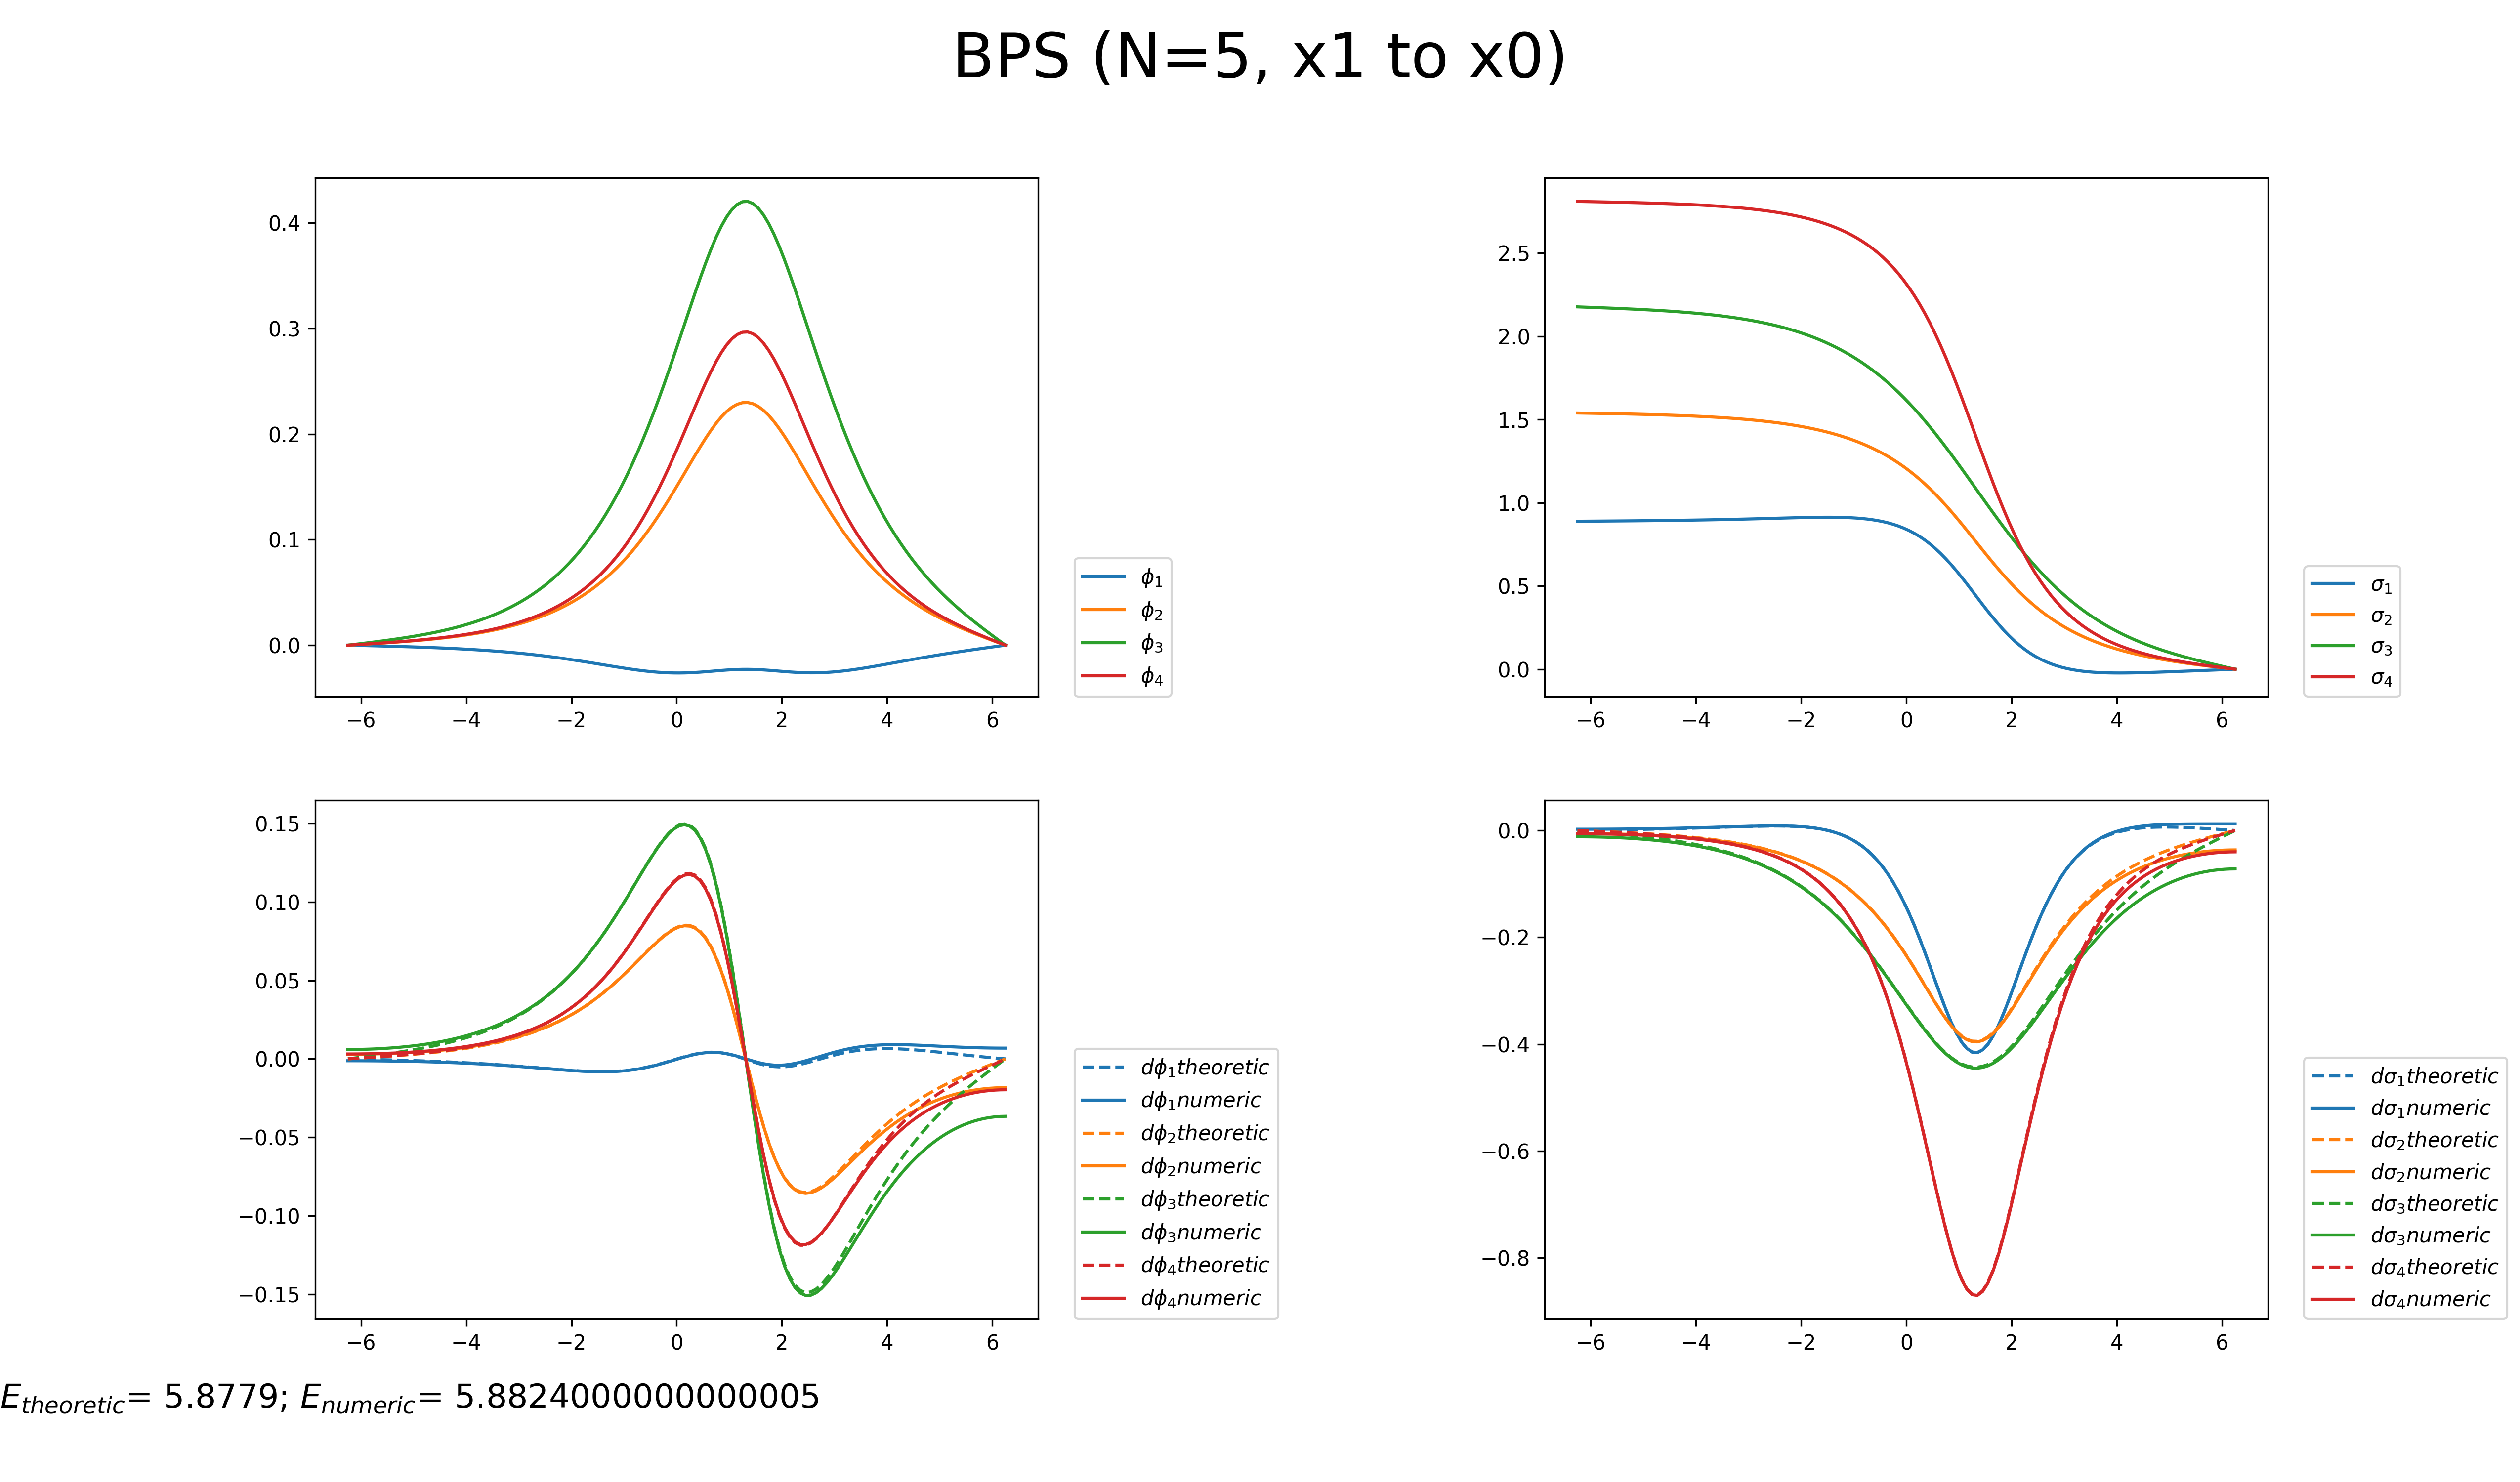 BPS (N=5, x1 to x0)
0.4
0.3
0.2
0.1
0.0
−6 −4 −2 0 2 4 6
ϕ1
ϕ2
ϕ3
ϕ4
2.5
2.0
1.5
1.0
0.5
0.0
−6 −4 −2 0 2 4 6
σ1
σ2
σ3
σ4
0.15
0.10
0.05
0.00
−0.05
−0.10
−0.15
−6 −4 −2 0 2 4 6
dϕ1theoretic
dϕ1numeric
dϕ2theoretic
dϕ2numeric
dϕ3theoretic
dϕ3numeric
dϕ4theoretic
dϕ4numeric
0.0
−0.2
−0.4
−0.6
−0.8
−6 −4 −2 0 2 4 6
dσ1theoretic
dσ1numeric
dσ2theoretic
dσ2numeric
dσ3theoretic
dσ3numeric
dσ4theoretic
dσ4numeric
Etheoretic= 5.8779; Enumeric= 5.8824000000000005